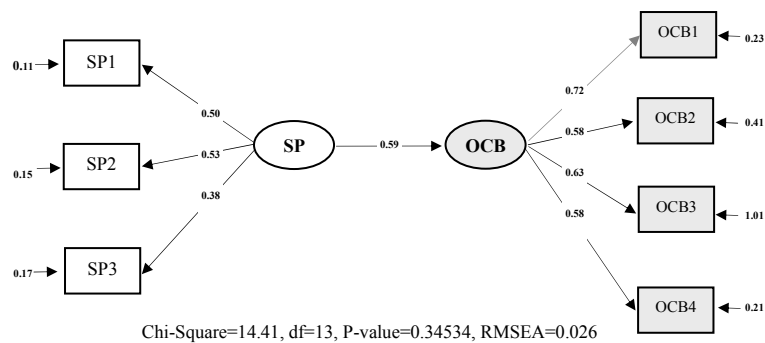 OCB1
0.23
0.11
SP1
0.72
0.50
OCB2
0.41
0.58
SP
0.59
OCB
0.53
0.15
SP2
0.63
0.38
0.58
OCB3
1.01
0.17
SP3
OCB4
0.21
Chi-Square=14.41, df=13, P-value=0.34534, RMSEA=0.026